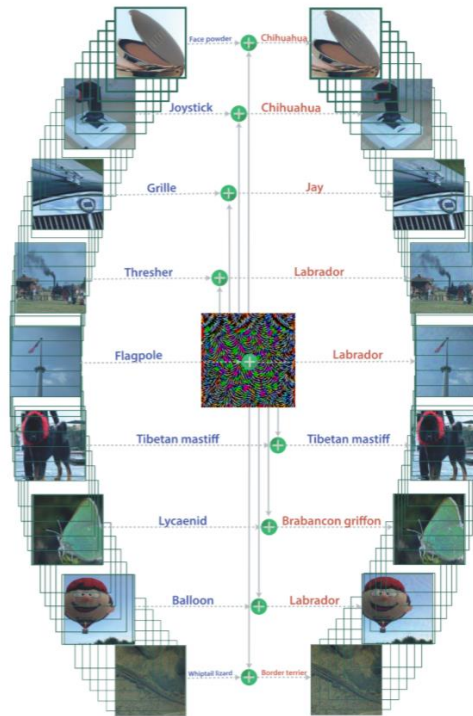 Face powder Chihuahua
Joystick Chihuahua
Grille Jay
Thresher Labrador
Flagpole Labrador
Tibetan mastiff Tibetan mastiff
Lycaenid Brabancon griffon
Balloon Labrador
Whiptail lizard Border terrier